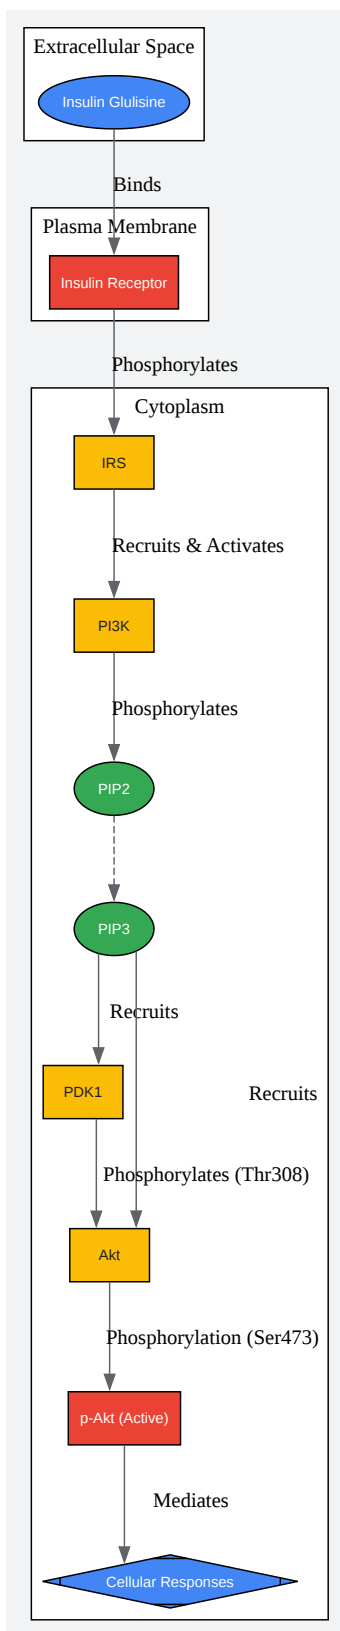 Extracellular Space
Insulin Glulisine
Binds
Plasma Membrane
Insulin Receptor
Phosphorylates
Cytoplasm
IRS
Recruits & Activates
PI3K
Phosphorylates
PIP2
PIP3
Recruits
PDK1
Recruits
Phosphorylates (Thr308)
Akt
Phosphorylation (Ser473)
p-Akt (Active)
Mediates
Cellular Responses